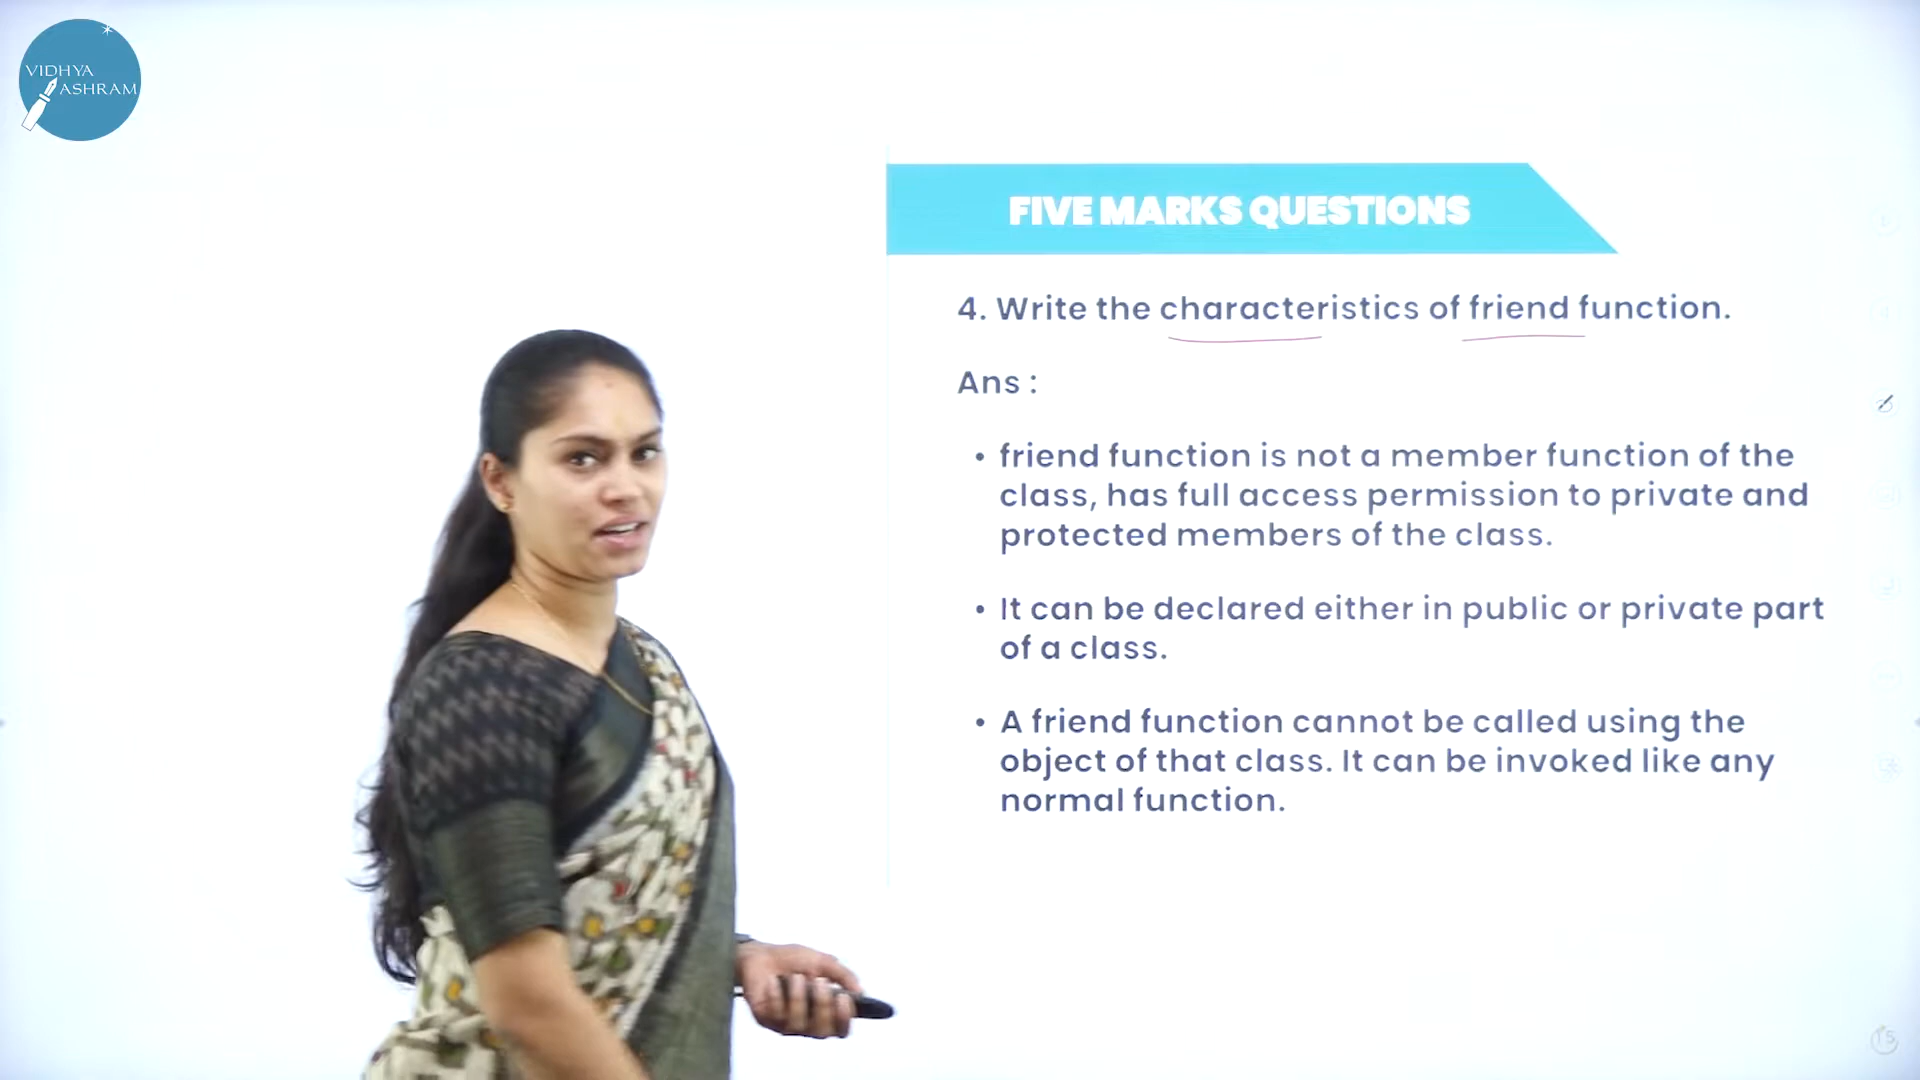 VIDHYA
ASHRAM
FIVE MARKS QUESTIONS
4. Write the characteristics of friend function.
Ans :
• friend function is not a member function of the
class, has full access permission to private and
protected members of the class.
• It can be declared either in public or private part
of a class.
• A friend function cannot be called using the
object of that class. It can be invoked like any
normal function.
15